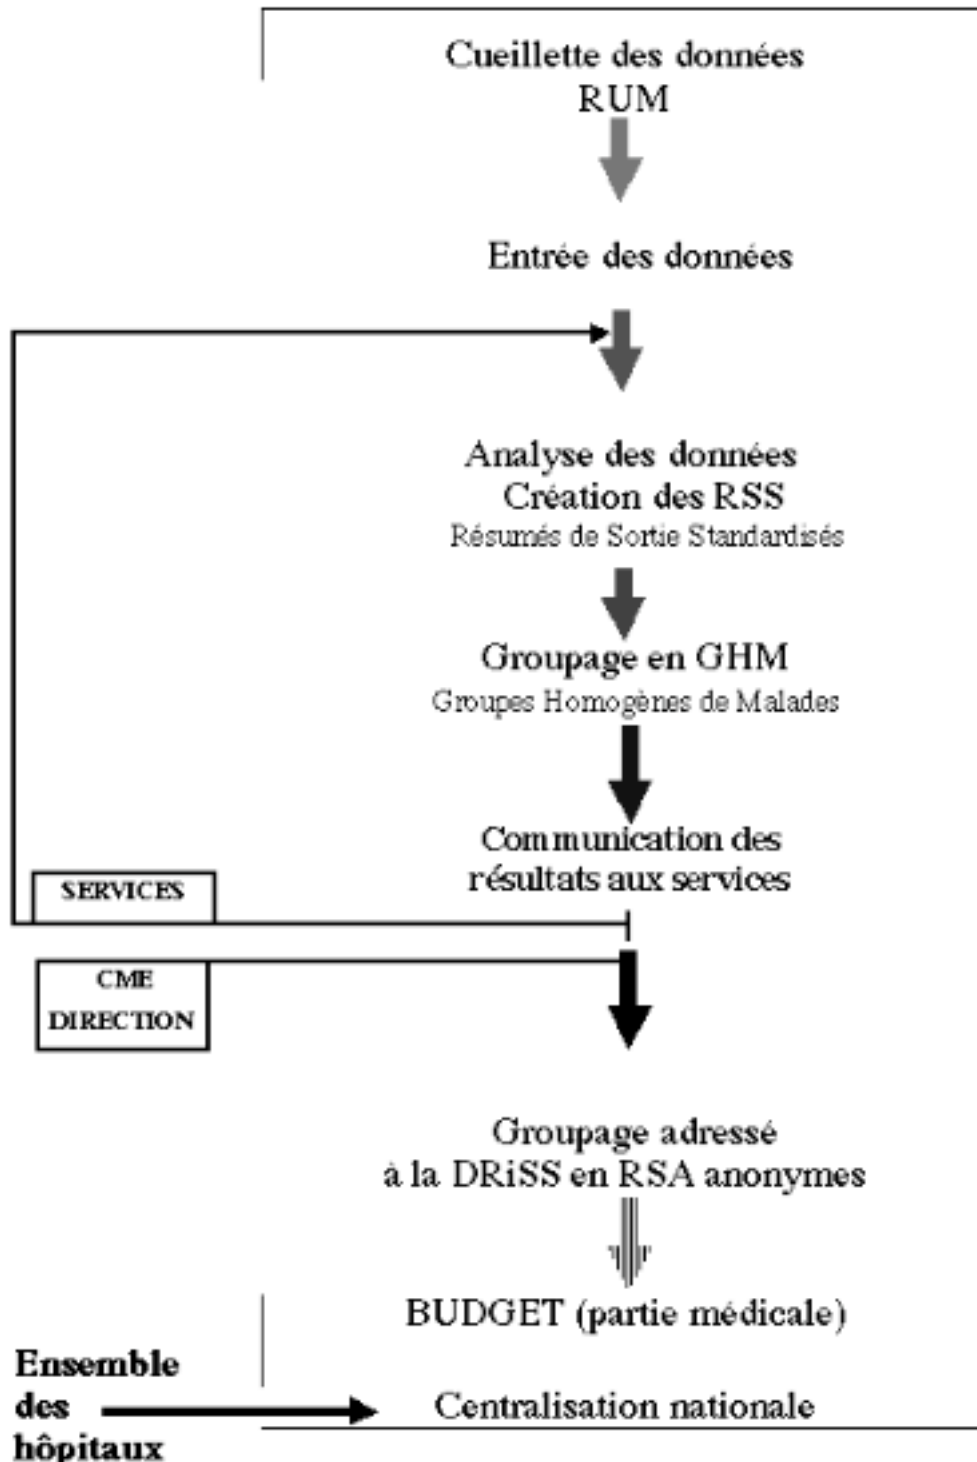 Cueillette des données
RUM
Entrée des données
Analyse des données
Création des RSS
Résumés de Sortie Standardisés
Groupage en GHM
Groupes Homogènes de Malades
Communication des
résultats aux services
SERVICES
CME
DIRECTION
Groupage adressé
à la DRiSS en RSA anonymes
BUDGET (partie médicale)
Ensemble
des
hôpitaux
Centralisation nationale